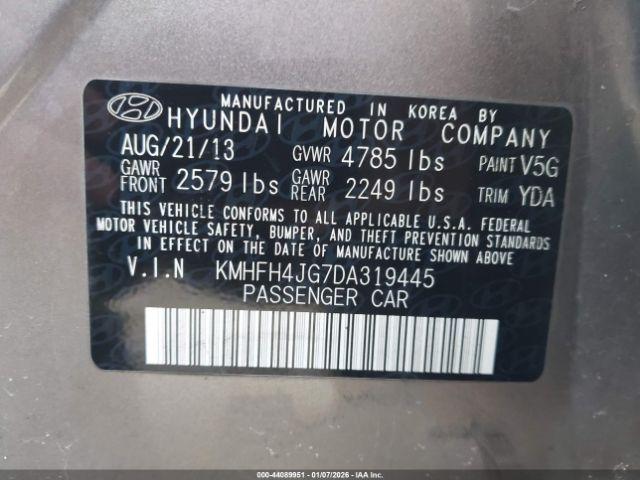 MANUFACTURED IN KOREA BY
HYUNDAI MOTOR COMPANY
AUG/21/13 GVWR 4785 lbs PAINT V5G
GAWR FRONT 2579 lbs GAWR REAR 2249 lbs TRIM YDA
THIS VEHICLE CONFORMS TO ALL APPLICABLE U.S.A. FEDERAL
MOTOR VEHICLE SAFETY, BUMPER, AND THEFT PREVENTION STANDARDS
IN EFFECT ON THE DATE OF MANUFACTURE SHOWN ABOVE
V.I.N KMHFH4JG7DA319445
PASSENGER CAR
000-44089951 | 01/07/2026 - IAA Inc.